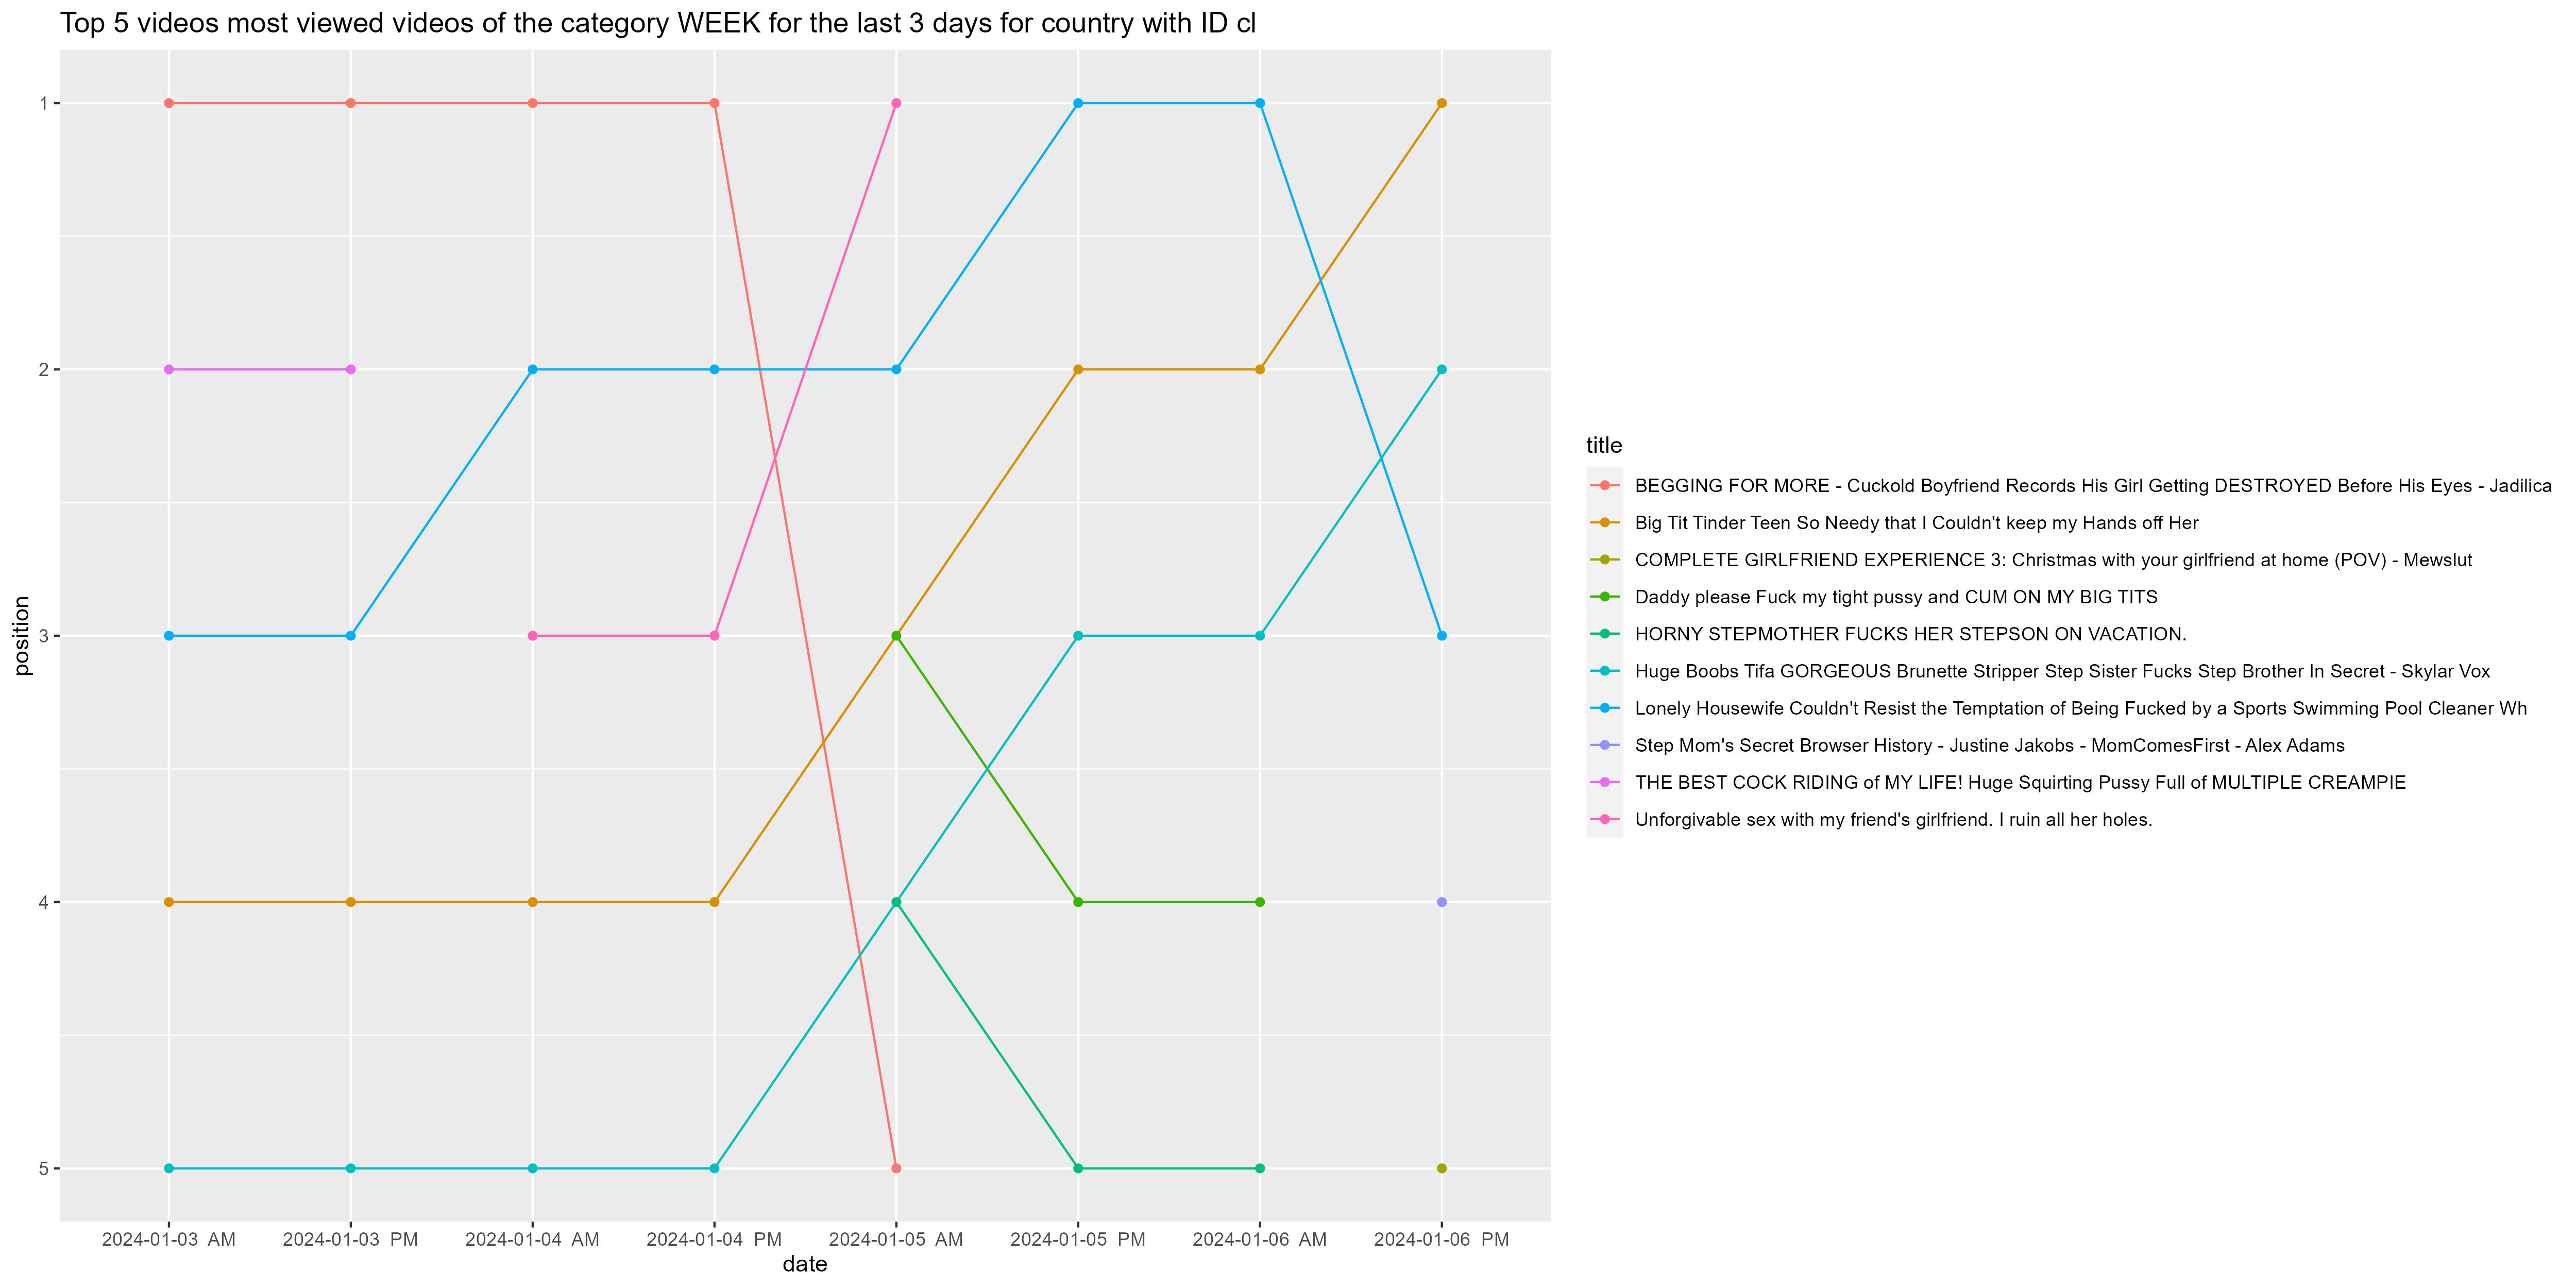 Top 5 videos most viewed videos of the category WEEK for the last 3 days for country with ID cl
position
1
2
3
4
5
2024-01-03 AM
2024-01-03 PM
2024-01-04 AM
2024-01-04 PM
2024-01-05 AM
2024-01-05 PM
2024-01-06 AM
2024-01-06 PM
date
title
BEGGING FOR MORE - Cuckold Boyfriend Records His Girl Getting DESTROYED Before His Eyes - Jadilica
Big Tit Tinder Teen So Needy that I Couldn't keep my Hands off Her
COMPLETE GIRLFRIEND EXPERIENCE 3: Christmas with your girlfriend at home (POV) - Mewslut
Daddy please Fuck my tight pussy and CUM ON MY BIG TITS
HORNY STEPMOTHER FUCKS HER STEPSON ON VACATION.
Huge Boobs Tifa GORGEOUS Brunette Stripper Step Sister Fucks Step Brother In Secret - Skylar Vox
Lonely Housewife Couldn't Resist the Temptation of Being Fucked by a Sports Swimming Pool Cleaner Wh
Step Mom's Secret Browser History - Justine Jakobs - MomComesFirst - Alex Adams
THE BEST COCK RIDING of MY LIFE! Huge Squirting Pussy Full of MULTIPLE CREAMPIE
Unforgivable sex with my friend's girlfriend. I ruin all her holes.